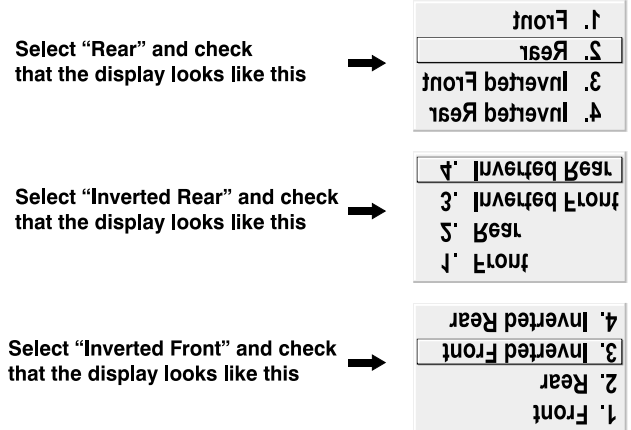 Select “Rear” and check
that the display looks like this
1. Front
2. Rear
3. Inverted Front
4. Inverted Rear
Select “Inverted Rear” and check
that the display looks like this
4. Inverted Rear
3. Inverted Front
2. Rear
1. Front
Select “Inverted Front” and check
that the display looks like this
4. Inverted Rear
3. Inverted Front
2. Rear
1. Front